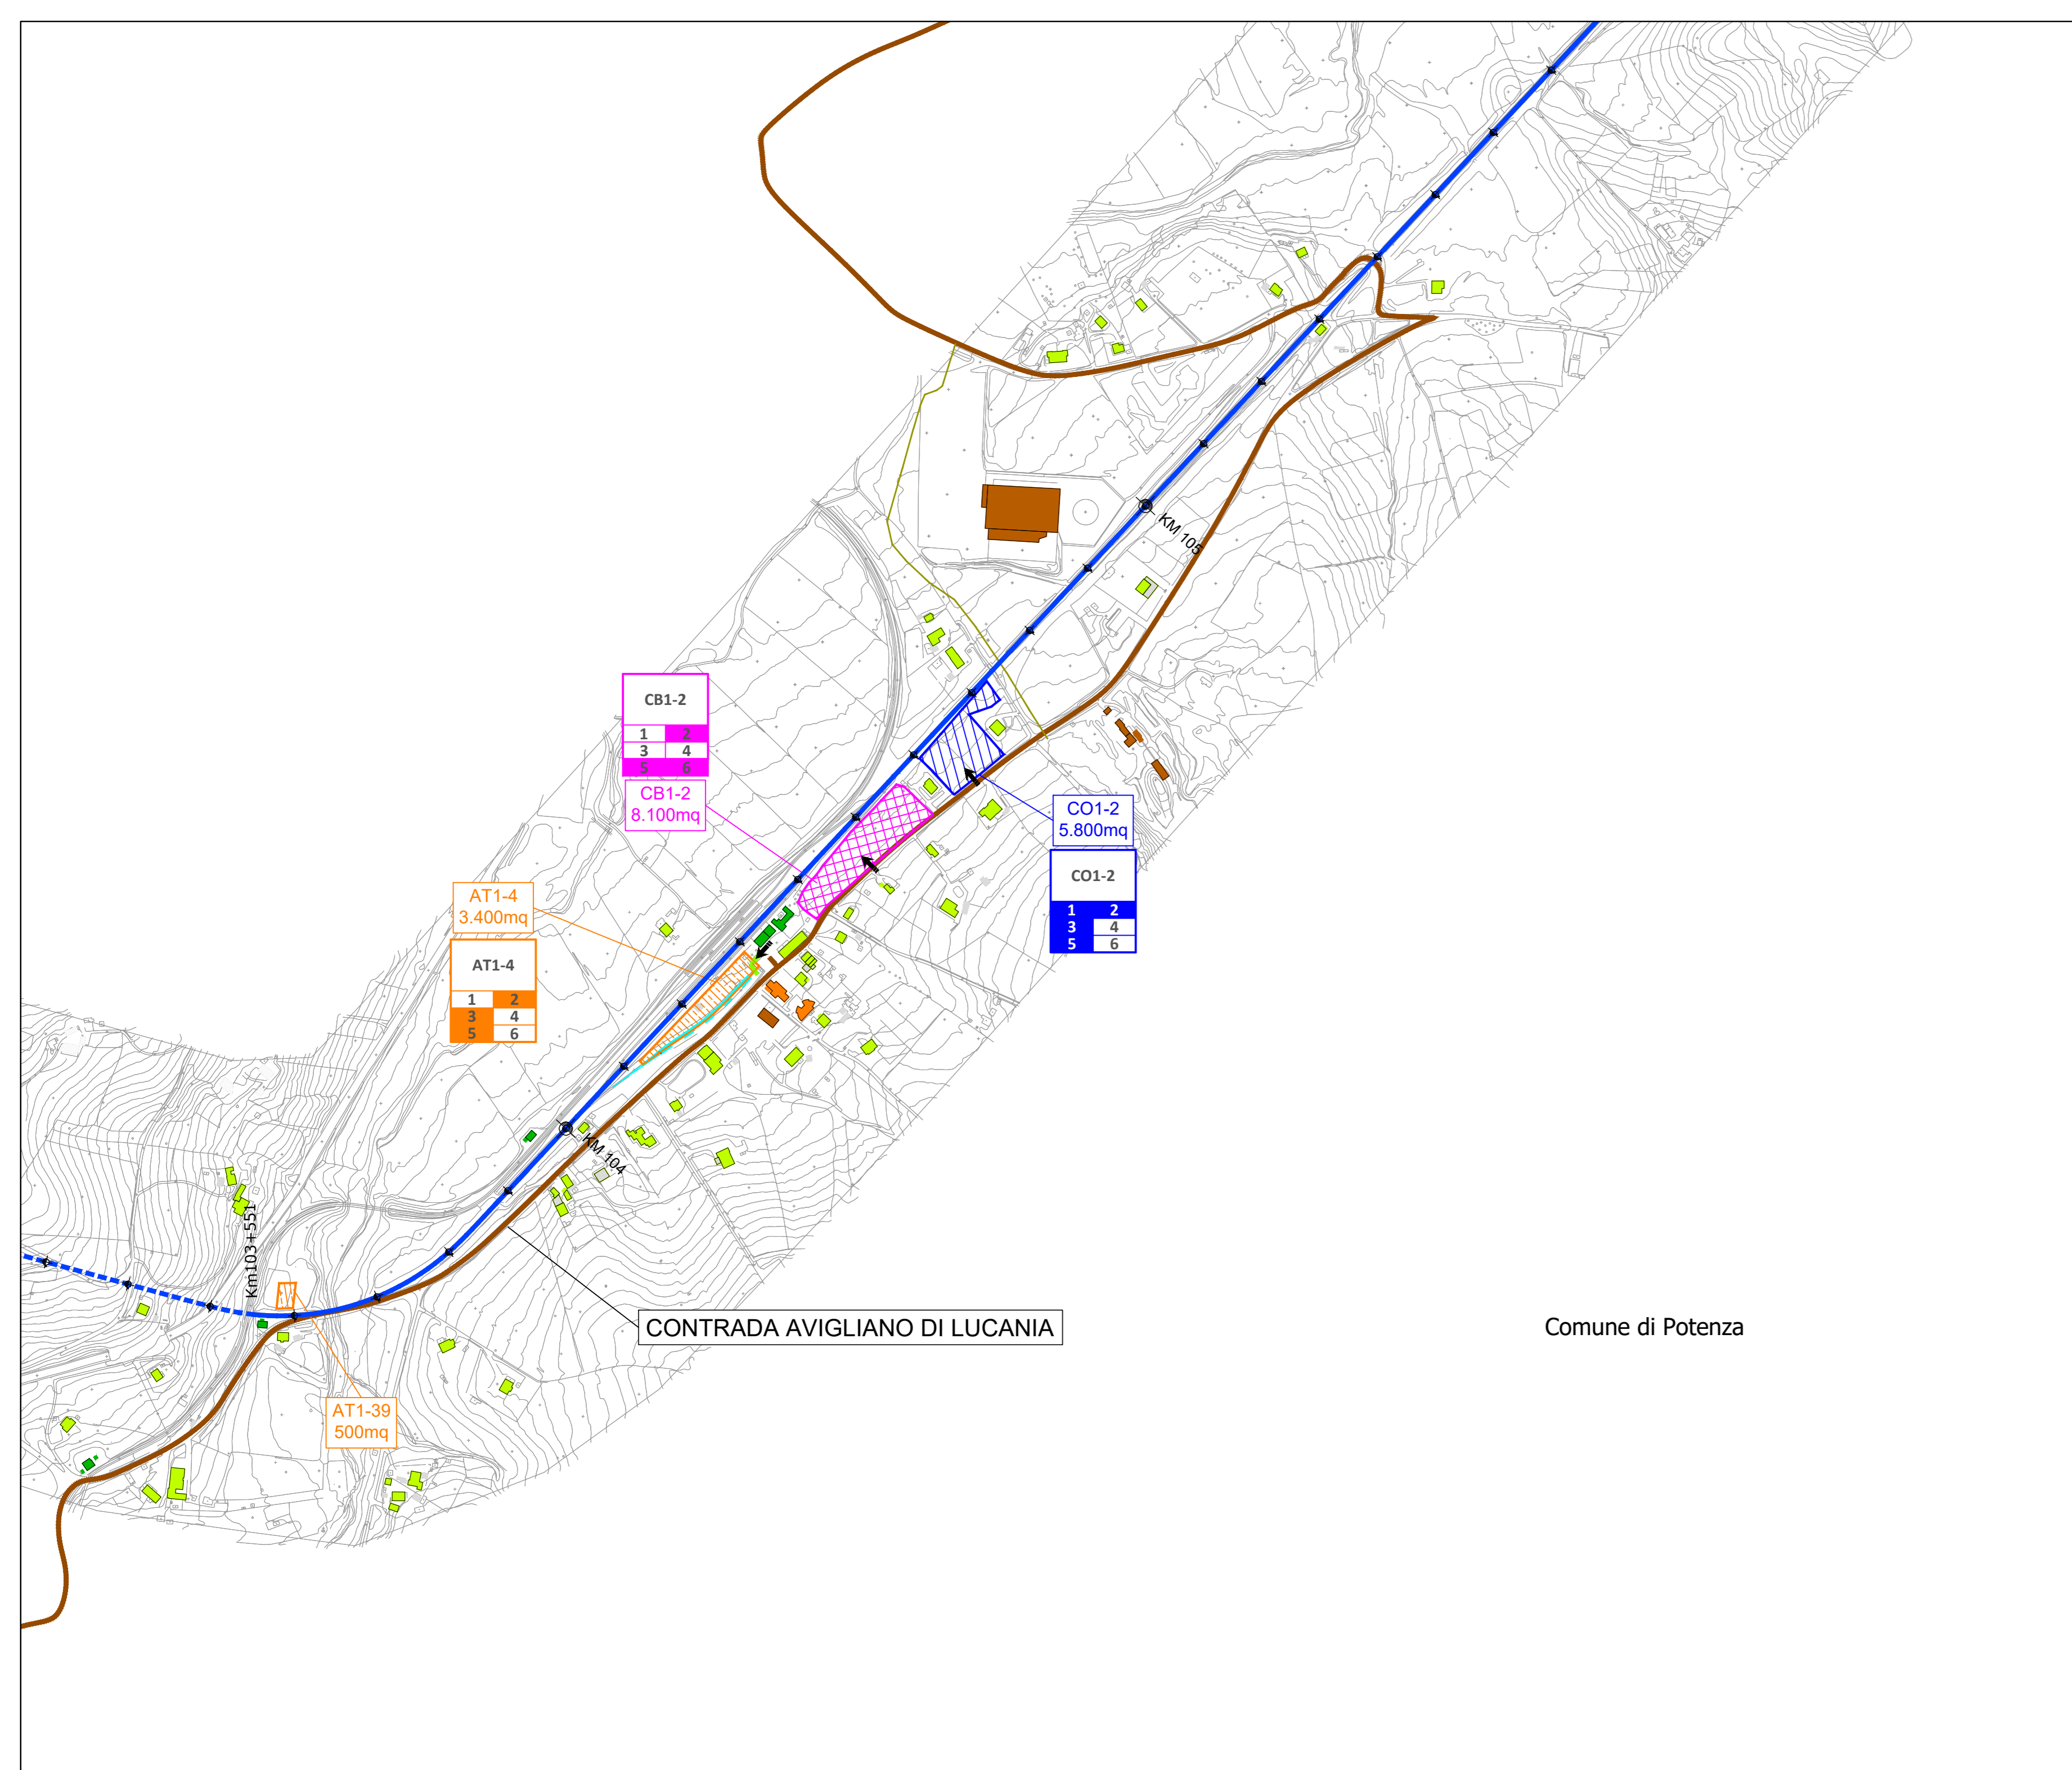 KM 105
CB1-2
1 2
3 4
5 6
CB1-2
8.100mq
CO1-2
5.800mq
CO1-2
1 2
3 4
5 6
AT1-4
3.400mq
AT1-4
1 2
3 4
5 6
KM 104
Km103+551
CONTRADA AVIGLIANO DI LUCANIA
Comune di Potenza
AT1-39
500mq